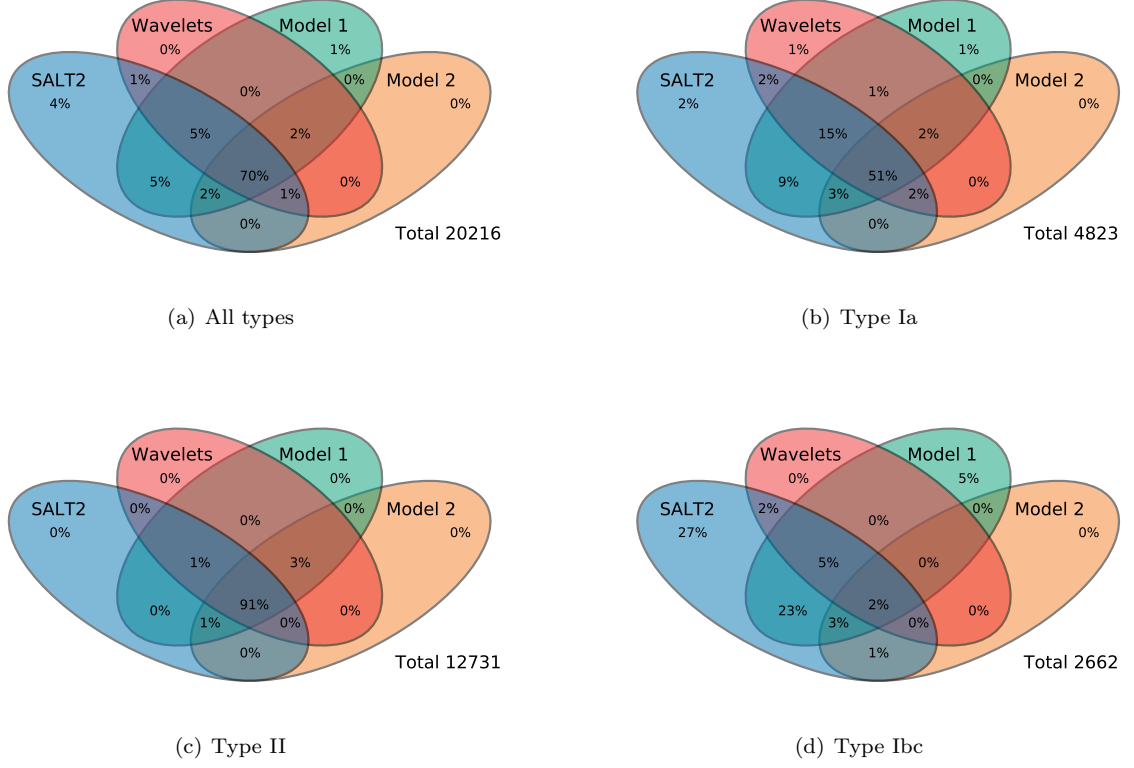 Wavelets Model 1
0% 1%
SALT2 1% 0% Model 2
4% 0% 0%
5% 2%
5% 70% 0%
2% 1%
0%
Total 20216
(a) All types
Wavelets Model 1
1% 1%
SALT2 2% 0% Model 2
2% 1% 0%
15% 2%
9% 51% 0%
3% 2%
0%
Total 4823
(b) Type Ia
Wavelets Model 1
0% 0%
SALT2 0% 0% Model 2
0% 0% 0%
1% 3%
0% 91% 0%
1% 0%
0%
Total 12731
(c) Type II
Wavelets Model 1
0% 5%
SALT2 2% 0% Model 2
27% 0% 0%
5% 0%
23% 2% 0%
3% 0%
1%
Total 2662
(d) Type Ibc